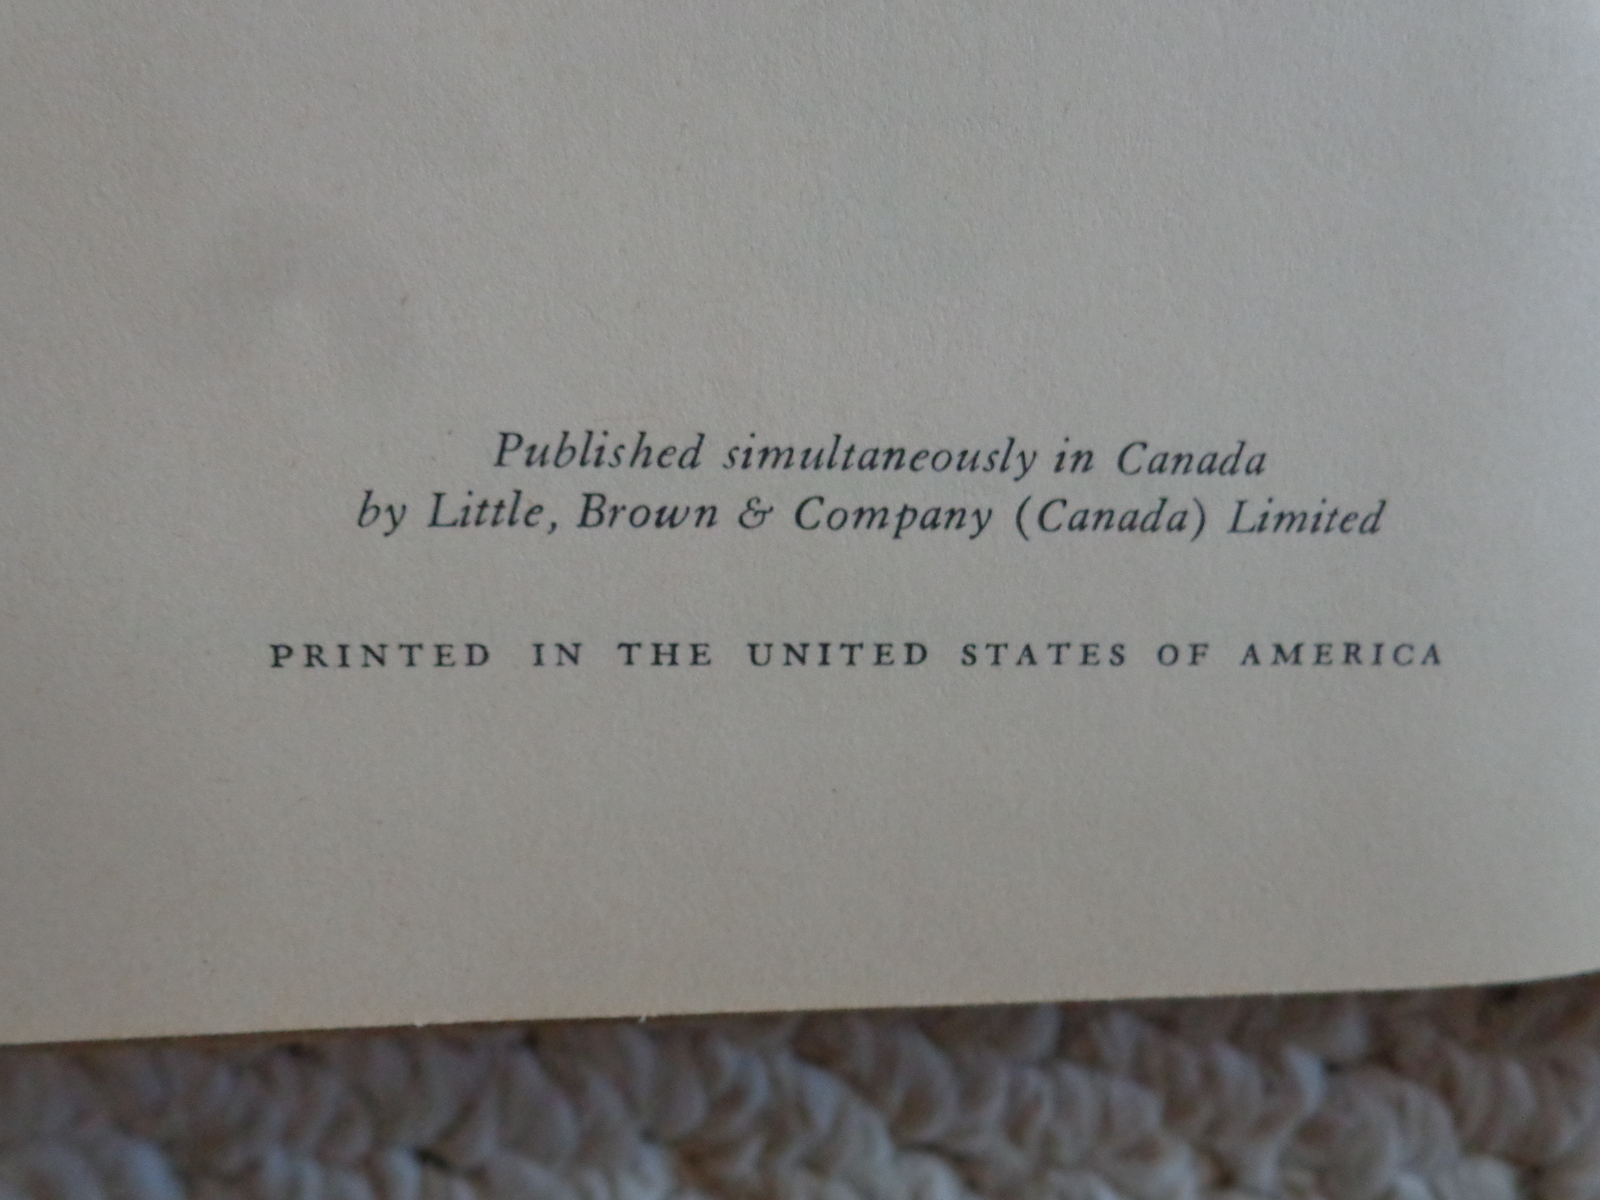 Published simultaneously in Canada
by Little, Brown & Company (Canada) Limited
PRINTED IN THE UNITED STATES OF AMERICA